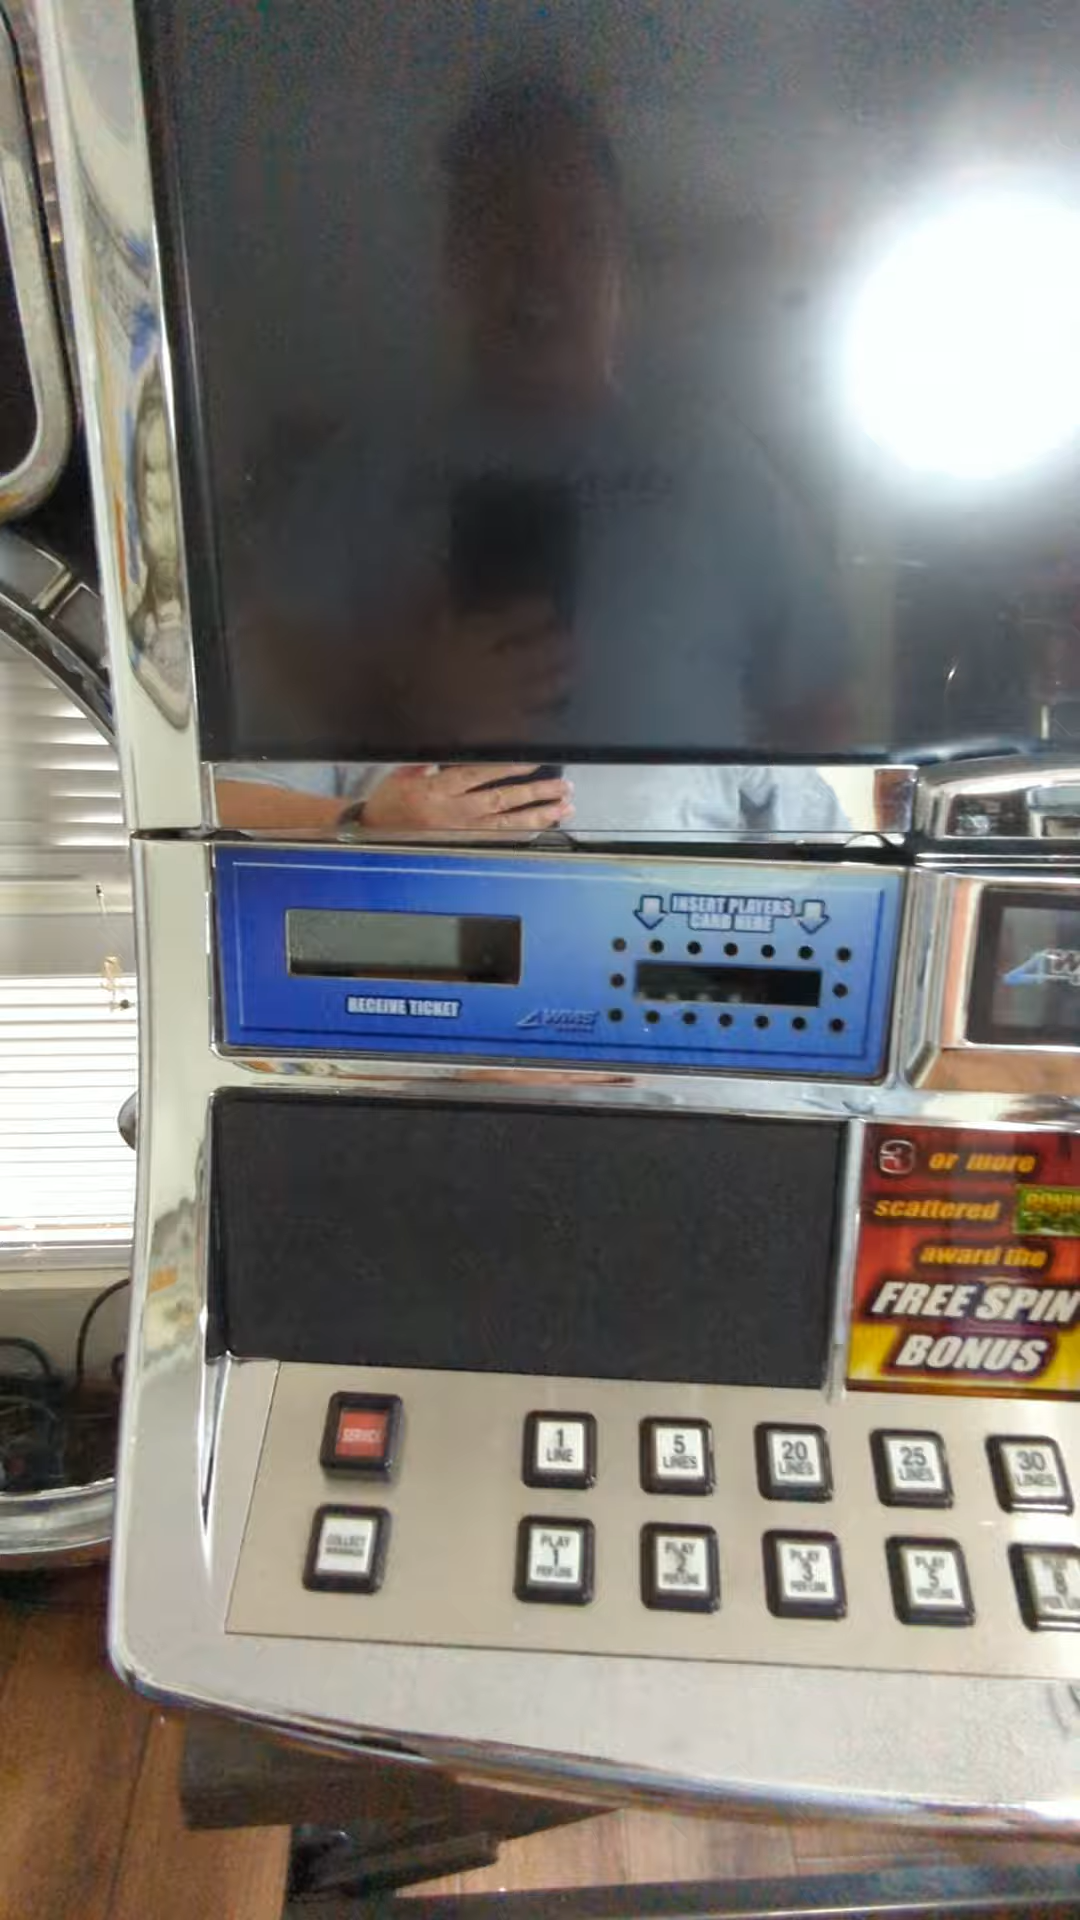 INSERT PLAYERS
CARD HERE
RECEIVE TICKET
WMS
3 or more
scattered
award the
FREE SPIN
BONUS
SERVICE
1
LINE
5
LINES
20
LINES
25
LINES
30
LINES
COLLECT
PLAY
1
PER LINE
PLAY
2
PER LINE
PLAY
3
PER LINE
PLAY
5
PER LINE
PLAY